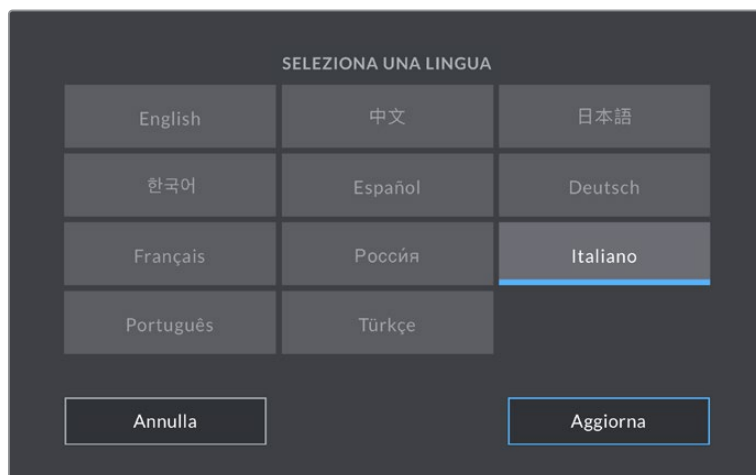 SELEZIONA UNA LINGUA
English 中文 日本語
한국어 Español Deutsch
Français Росси́я Italiano
Português Türkçe
Annulla Aggiorna